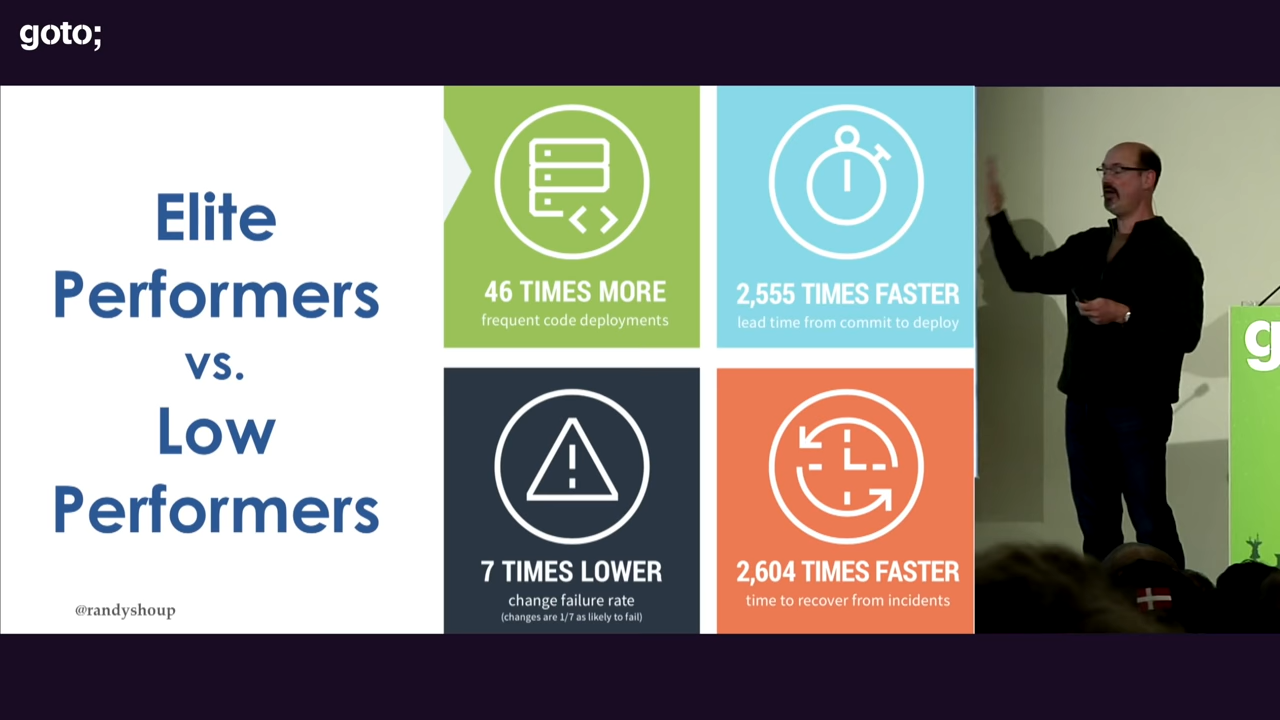 goto;
Elite
Performers
vs.
Low
Performers
@randyshoup
46 TIMES MORE
frequent code deployments
2,555 TIMES FASTER
lead time from commit to deploy
7 TIMES LOWER
change failure rate
(changes are 1/7 as likely to fail)
2,604 TIMES FASTER
time to recover from incidents
g